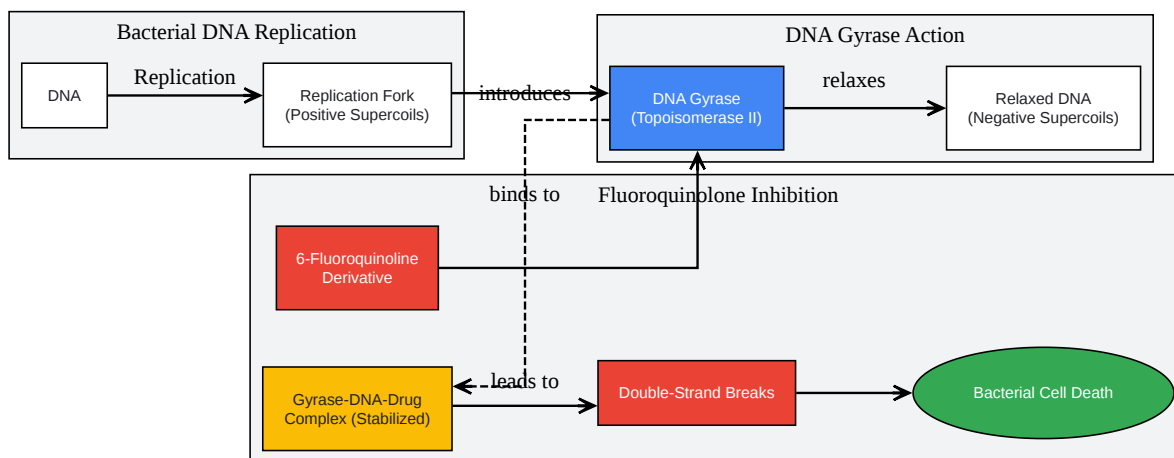 Bacterial DNA Replication
DNA
Replication
Replication Fork
(Positive Supercoils)
introduces
DNA Gyrase Action
DNA Gyrase
(Topoisomerase II)
relaxes
Relaxed DNA
(Negative Supercoils)
binds to
Fluoroquinolone Inhibition
6-Fluoroquinoline
Derivative
Gyrase-DNA-Drug
Complex (Stabilized)
leads to
Double-Strand Breaks
Bacterial Cell Death